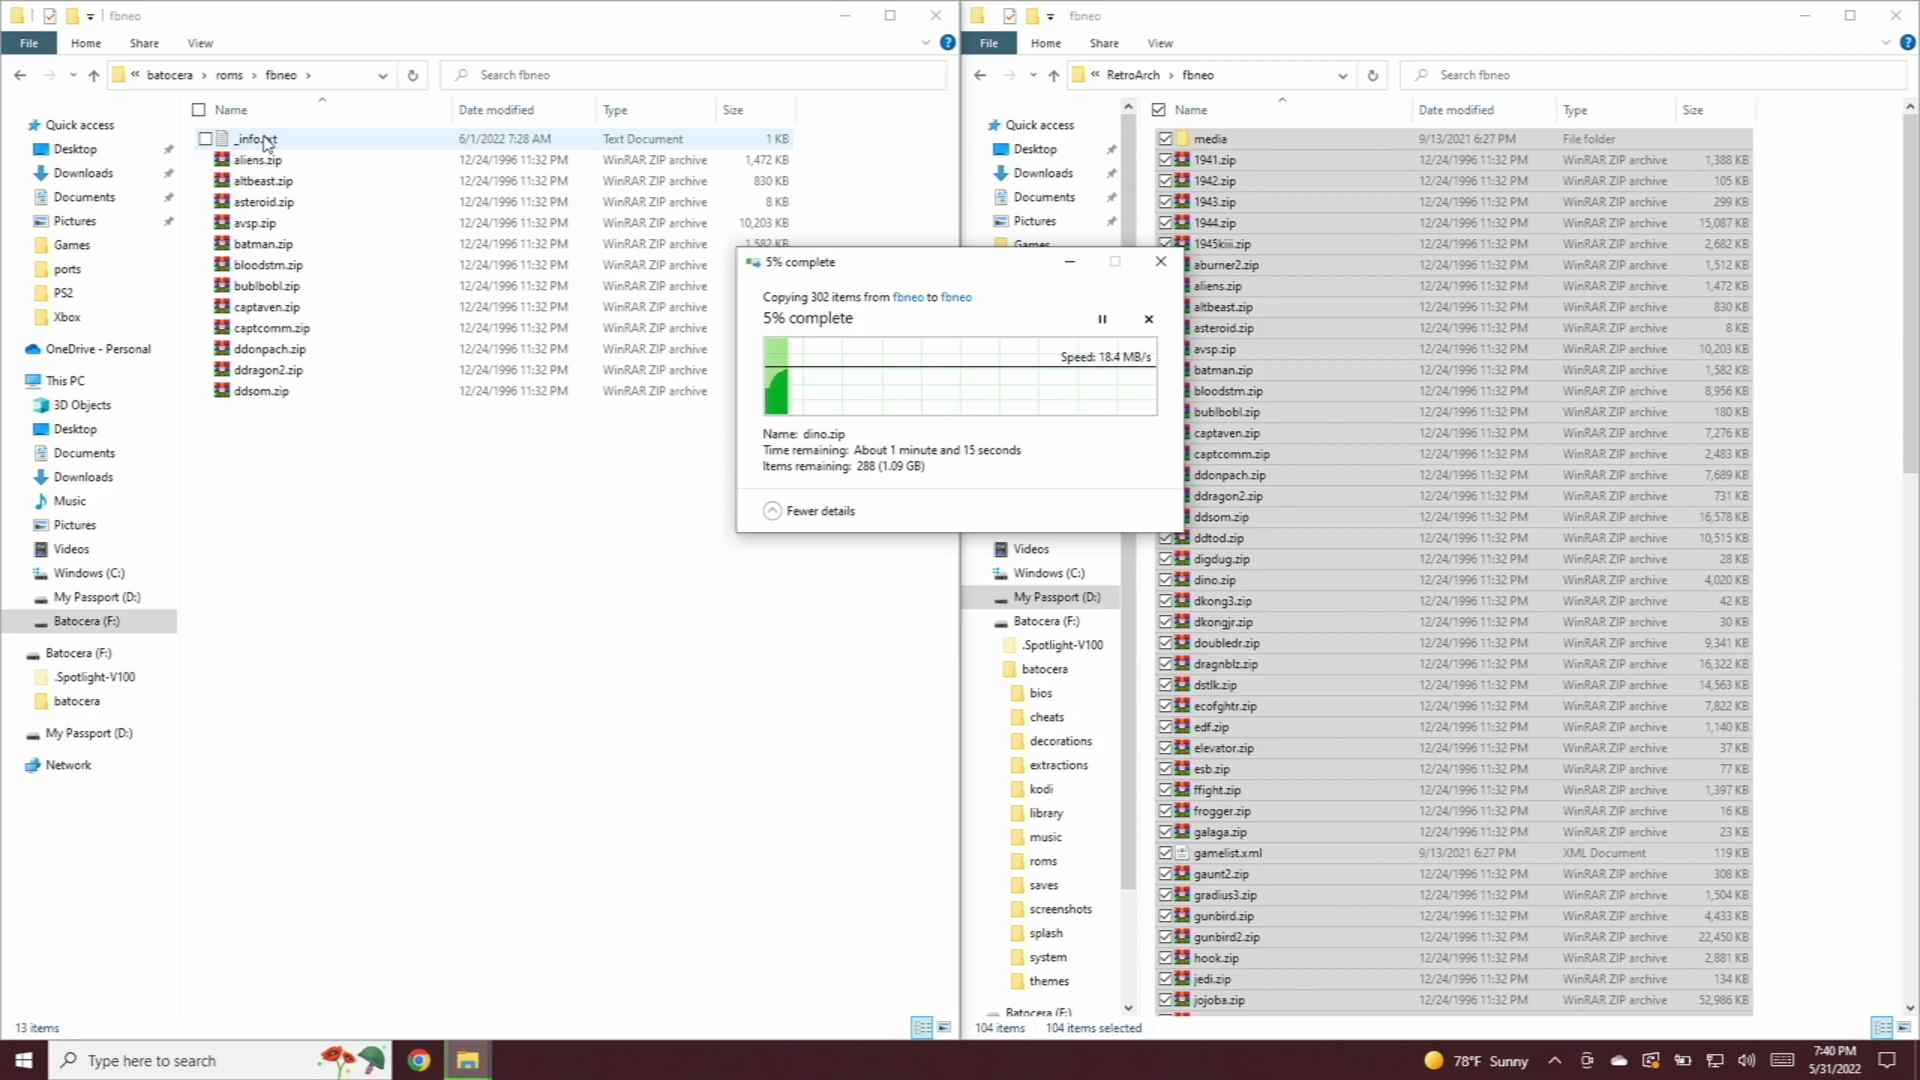 fbneo
File Home Share View
« batocera › roms › fbneo ›
Search fbneo
Name Date modified Type Size
_info.txt 6/1/2022 7:28 AM Text Document 1 KB
aliens.zip 12/24/1996 11:32 PM WinRAR ZIP archive 1,472 KB
altbeast.zip 12/24/1996 11:32 PM WinRAR ZIP archive 830 KB
asteroid.zip 12/24/1996 11:32 PM WinRAR ZIP archive 8 KB
avsp.zip 12/24/1996 11:32 PM WinRAR ZIP archive 10,203 KB
batman.zip 12/24/1996 11:32 PM WinRAR ZIP archive 1,582 KB
bloodstm.zip 12/24/1996 11:32 PM WinRAR ZIP archive
bublbobl.zip 12/24/1996 11:32 PM WinRAR ZIP archive
captaven.zip 12/24/1996 11:32 PM WinRAR ZIP archive
captcomm.zip 12/24/1996 11:32 PM WinRAR ZIP archive
ddonpach.zip 12/24/1996 11:32 PM WinRAR ZIP archive
ddragon2.zip 12/24/1996 11:32 PM WinRAR ZIP archive
ddsom.zip 12/24/1996 11:32 PM WinRAR ZIP archive
Quick access
Desktop
Downloads
Documents
Pictures
Games
ports
PS2
Xbox
OneDrive - Personal
This PC
3D Objects
Desktop
Documents
Downloads
Music
Pictures
Videos
Windows (C:)
My Passport (D:)
Batocera (F:)
Batocera (F:)
.Spotlight-V100
batocera
My Passport (D:)
Network
13 items
5% complete
Copying 302 items from fbneo to fbneo
5% complete
Speed: 18.4 MB/s
Name: dino.zip
Time remaining: About 1 minute and 15 seconds
Items remaining: 288 (1.09 GB)
Fewer details
fbneo
File Home Share View
« RetroArch › fbneo
Search fbneo
Quick access
Desktop
Downloads
Documents
Pictures
Games
Videos
Windows (C:)
My Passport (D:)
Batocera (F:)
.Spotlight-V100
batocera
bios
cheats
decorations
extractions
kodi
library
music
roms
saves
screenshots
splash
system
themes
Batocera (F:)
Name Date modified Type Size
media 9/13/2021 6:27 PM File folder
1941.zip 12/24/1996 11:32 PM WinRAR ZIP archive 1,388 KB
1942.zip 12/24/1996 11:32 PM WinRAR ZIP archive 105 KB
1943.zip 12/24/1996 11:32 PM WinRAR ZIP archive 299 KB
1944.zip 12/24/1996 11:32 PM WinRAR ZIP archive 15,087 KB
1945kiii.zip 12/24/1996 11:32 PM WinRAR ZIP archive 2,682 KB
aburner2.zip 12/24/1996 11:32 PM WinRAR ZIP archive 1,512 KB
aliens.zip 12/24/1996 11:32 PM WinRAR ZIP archive 1,472 KB
altbeast.zip 12/24/1996 11:32 PM WinRAR ZIP archive 830 KB
asteroid.zip 12/24/1996 11:32 PM WinRAR ZIP archive 8 KB
avsp.zip 12/24/1996 11:32 PM WinRAR ZIP archive 10,203 KB
batman.zip 12/24/1996 11:32 PM WinRAR ZIP archive 1,582 KB
bloodstm.zip 12/24/1996 11:32 PM WinRAR ZIP archive 8,956 KB
bublbobl.zip 12/24/1996 11:32 PM WinRAR ZIP archive 180 KB
captaven.zip 12/24/1996 11:32 PM WinRAR ZIP archive 7,276 KB
captcomm.zip 12/24/1996 11:32 PM WinRAR ZIP archive 2,483 KB
ddonpach.zip 12/24/1996 11:32 PM WinRAR ZIP archive 7,689 KB
ddragon2.zip 12/24/1996 11:32 PM WinRAR ZIP archive 731 KB
ddsom.zip 12/24/1996 11:32 PM WinRAR ZIP archive 16,578 KB
ddtod.zip 12/24/1996 11:32 PM WinRAR ZIP archive 10,515 KB
digdug.zip 12/24/1996 11:32 PM WinRAR ZIP archive 28 KB
dino.zip 12/24/1996 11:32 PM WinRAR ZIP archive 4,020 KB
dkong3.zip 12/24/1996 11:32 PM WinRAR ZIP archive 42 KB
dkongjr.zip 12/24/1996 11:32 PM WinRAR ZIP archive 30 KB
doubledr.zip 12/24/1996 11:32 PM WinRAR ZIP archive 9,341 KB
dragnblz.zip 12/24/1996 11:32 PM WinRAR ZIP archive 16,322 KB
dstlk.zip 12/24/1996 11:32 PM WinRAR ZIP archive 14,563 KB
ecofghtr.zip 12/24/1996 11:32 PM WinRAR ZIP archive 7,822 KB
edf.zip 12/24/1996 11:32 PM WinRAR ZIP archive 1,140 KB
elevator.zip 12/24/1996 11:32 PM WinRAR ZIP archive 37 KB
esb.zip 12/24/1996 11:32 PM WinRAR ZIP archive 77 KB
ffight.zip 12/24/1996 11:32 PM WinRAR ZIP archive 1,397 KB
frogger.zip 12/24/1996 11:32 PM WinRAR ZIP archive 16 KB
galaga.zip 12/24/1996 11:32 PM WinRAR ZIP archive 23 KB
gamelist.xml 9/13/2021 6:27 PM XML Document 119 KB
gaunt2.zip 12/24/1996 11:32 PM WinRAR ZIP archive 308 KB
gradius3.zip 12/24/1996 11:32 PM WinRAR ZIP archive 1,504 KB
gunbird.zip 12/24/1996 11:32 PM WinRAR ZIP archive 4,433 KB
gunbird2.zip 12/24/1996 11:32 PM WinRAR ZIP archive 22,450 KB
hook.zip 12/24/1996 11:32 PM WinRAR ZIP archive 2,881 KB
jedi.zip 12/24/1996 11:32 PM WinRAR ZIP archive 134 KB
jojoba.zip 12/24/1996 11:32 PM WinRAR ZIP archive 52,986 KB
104 items 104 items selected
Type here to search
78°F Sunny
7:40 PM
5/31/2022